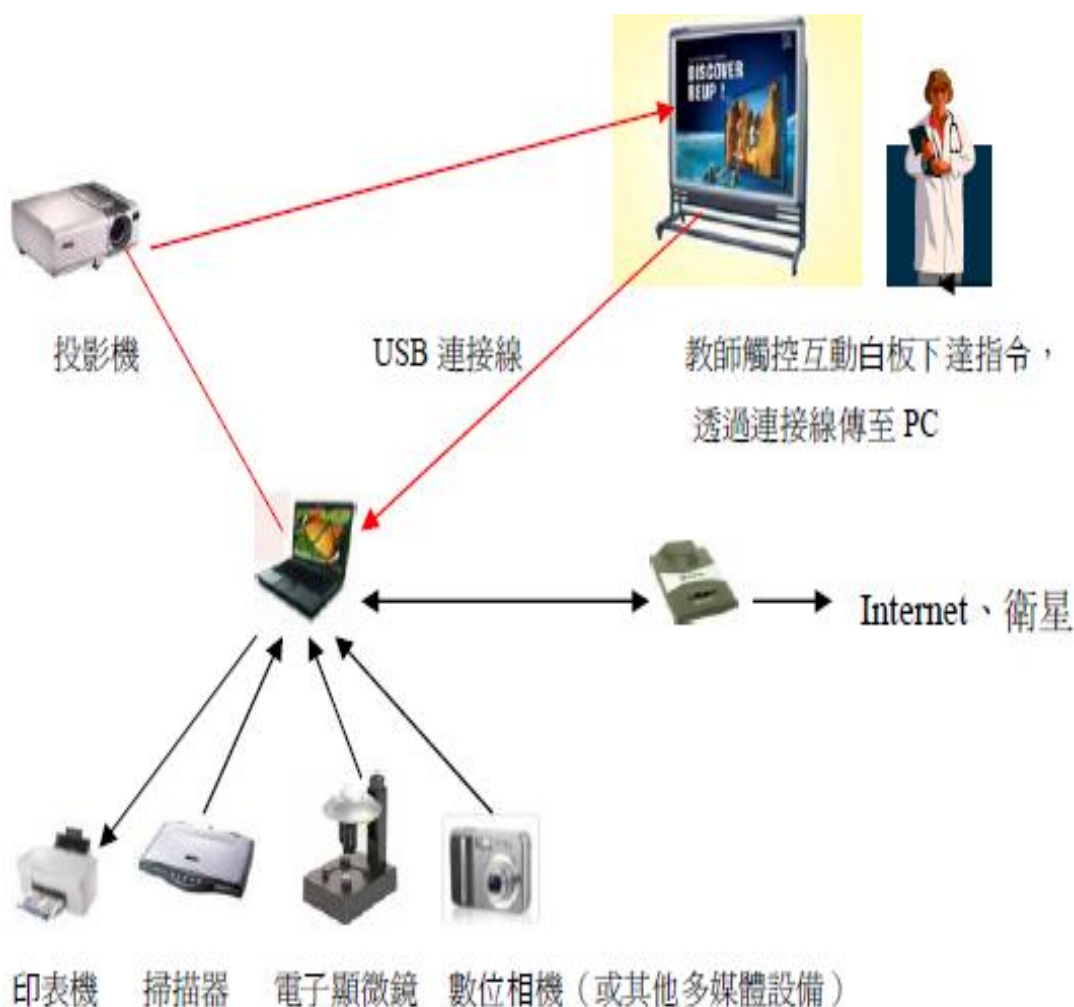 DISCOVER
BEUP !
投影機
USB 連接線
教師觸控互動白板下達指令，
透過連接線傳至 PC
Internet、衛星
印表機
掃描器
電子顯微鏡
數位相機（或其他多媒體設備）